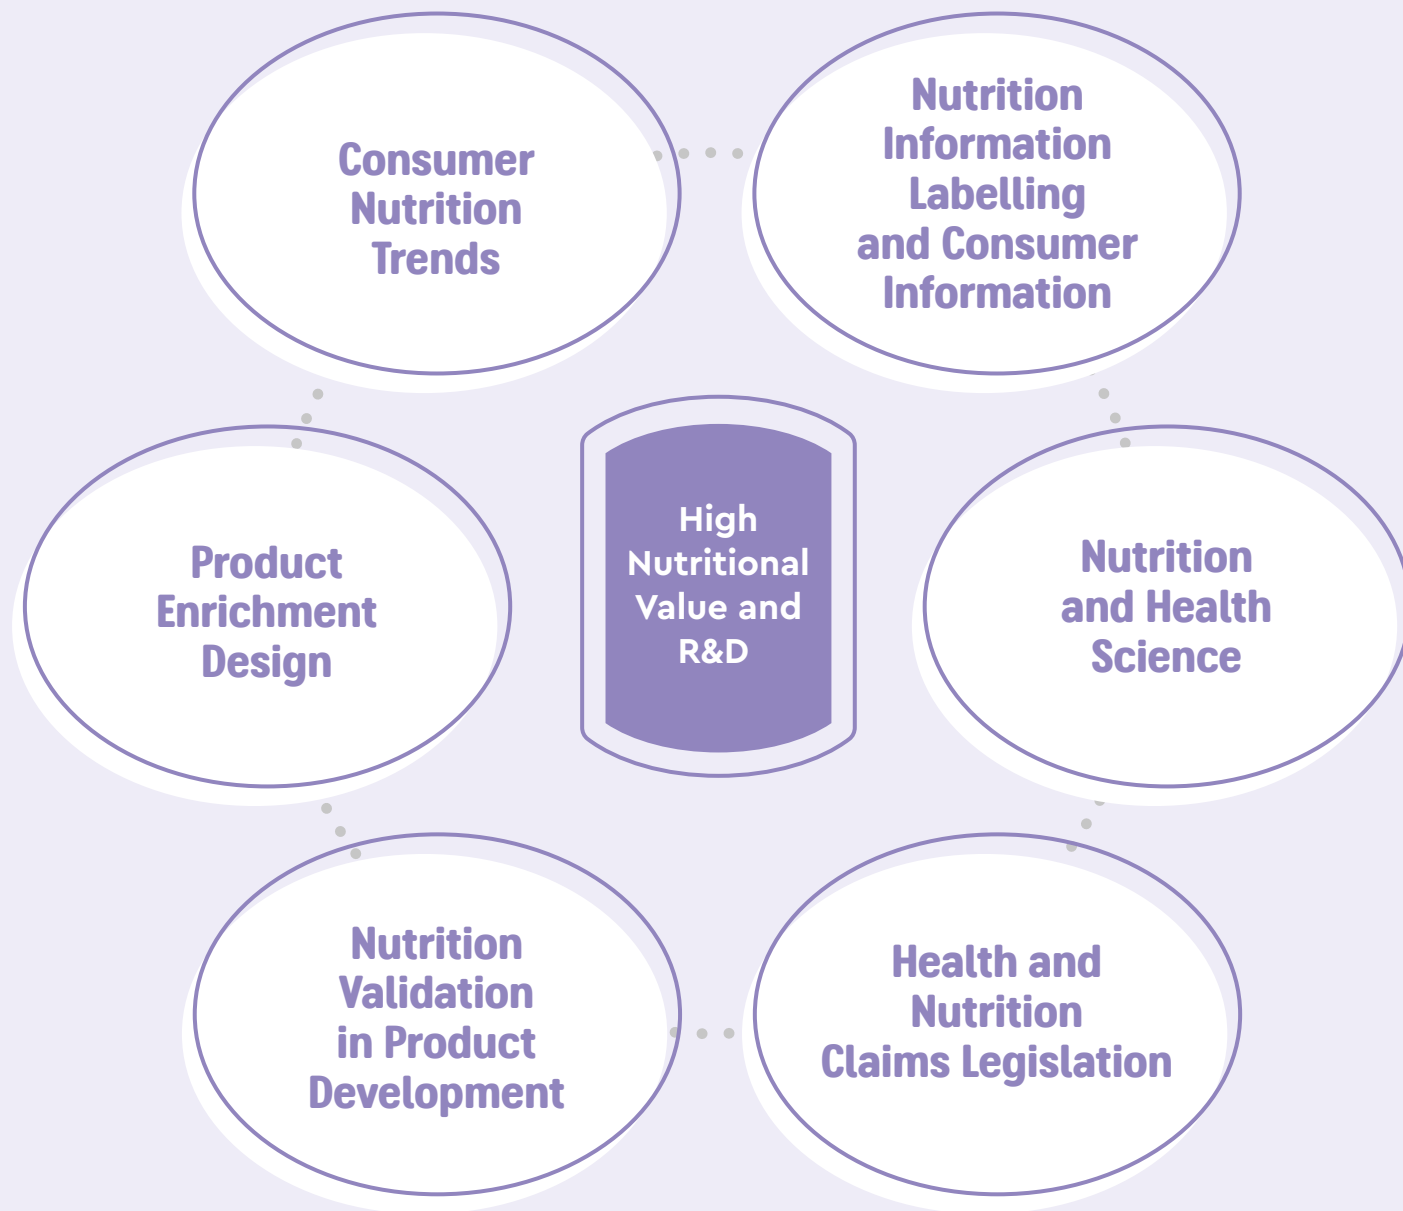 Consumer
Nutrition
Trends
Nutrition
Information
Labelling
and Consumer
Information
Product
Enrichment
Design
High
Nutritional
Value and
R&D
Nutrition
and Health
Science
Nutrition
Validation
in Product
Development
Health and
Nutrition
Claims Legislation